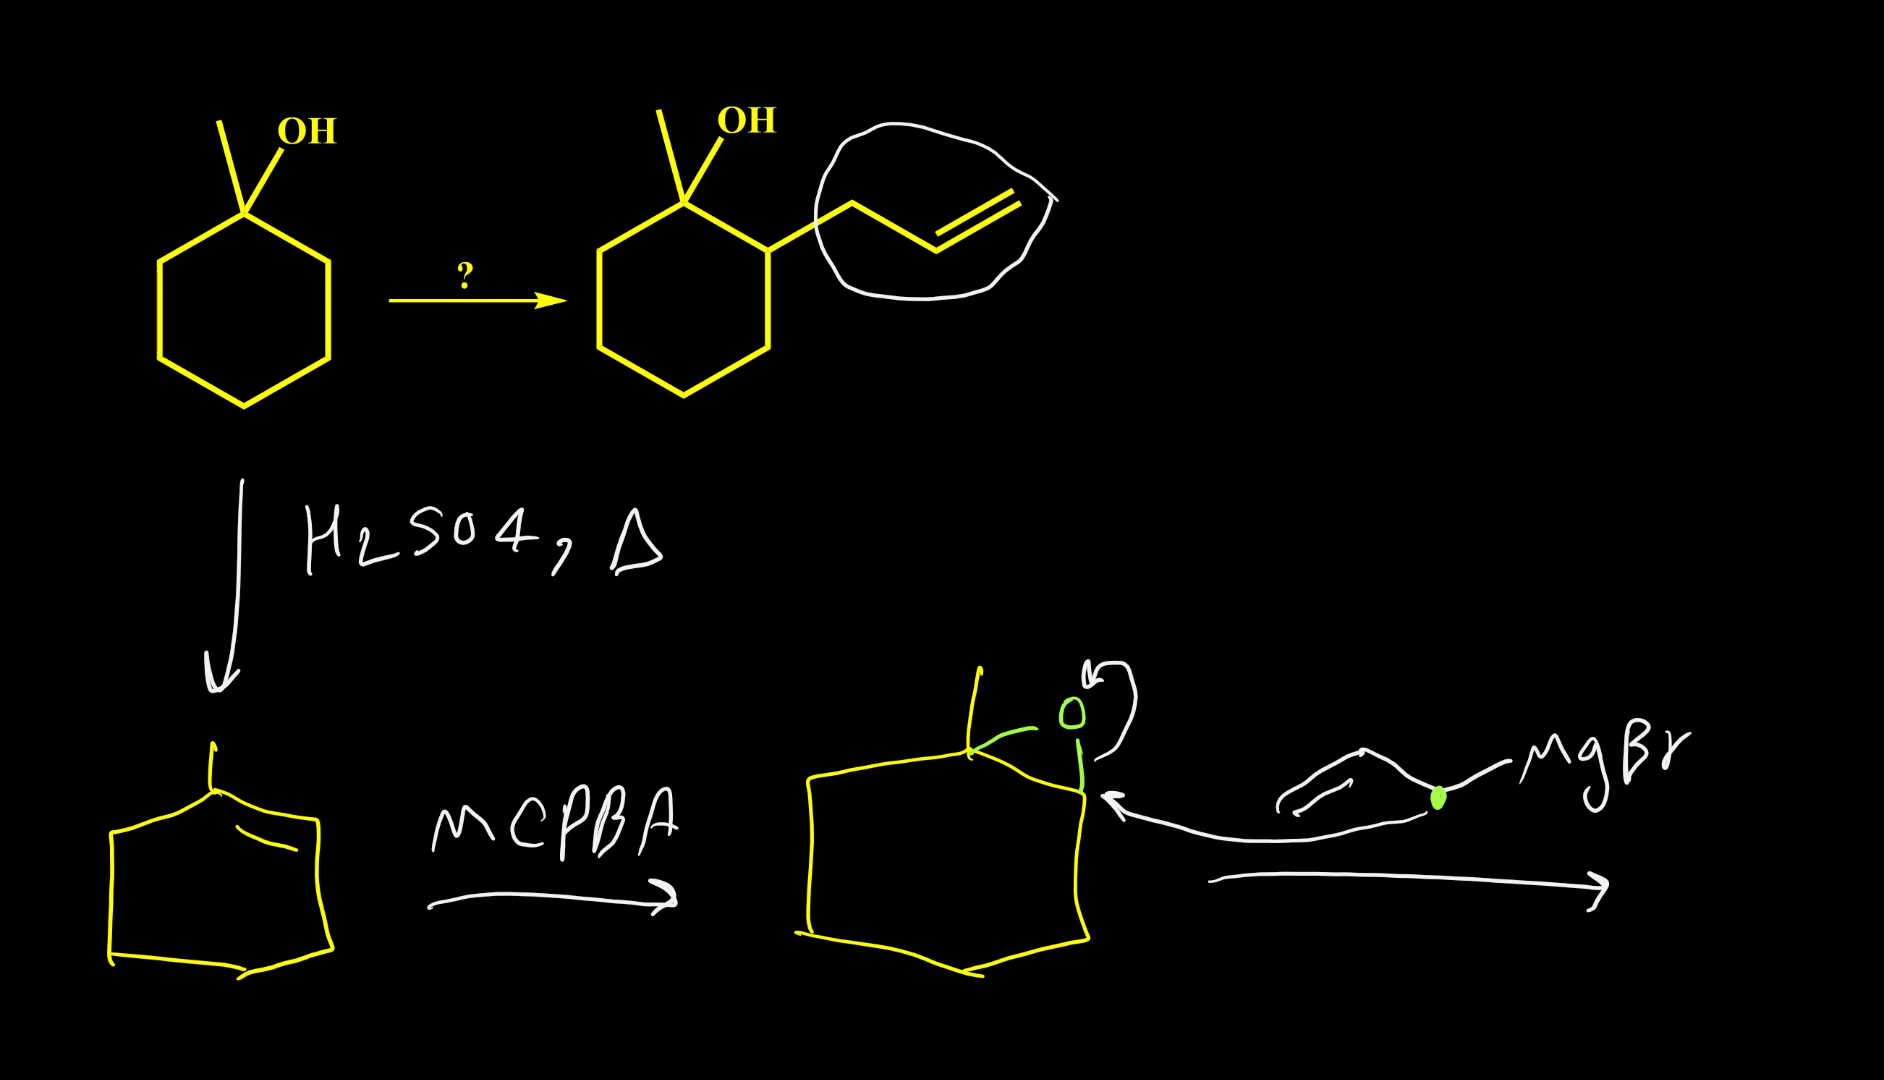 OH
OH
?
H2SO4, Δ
O
MCPBA
MgBr